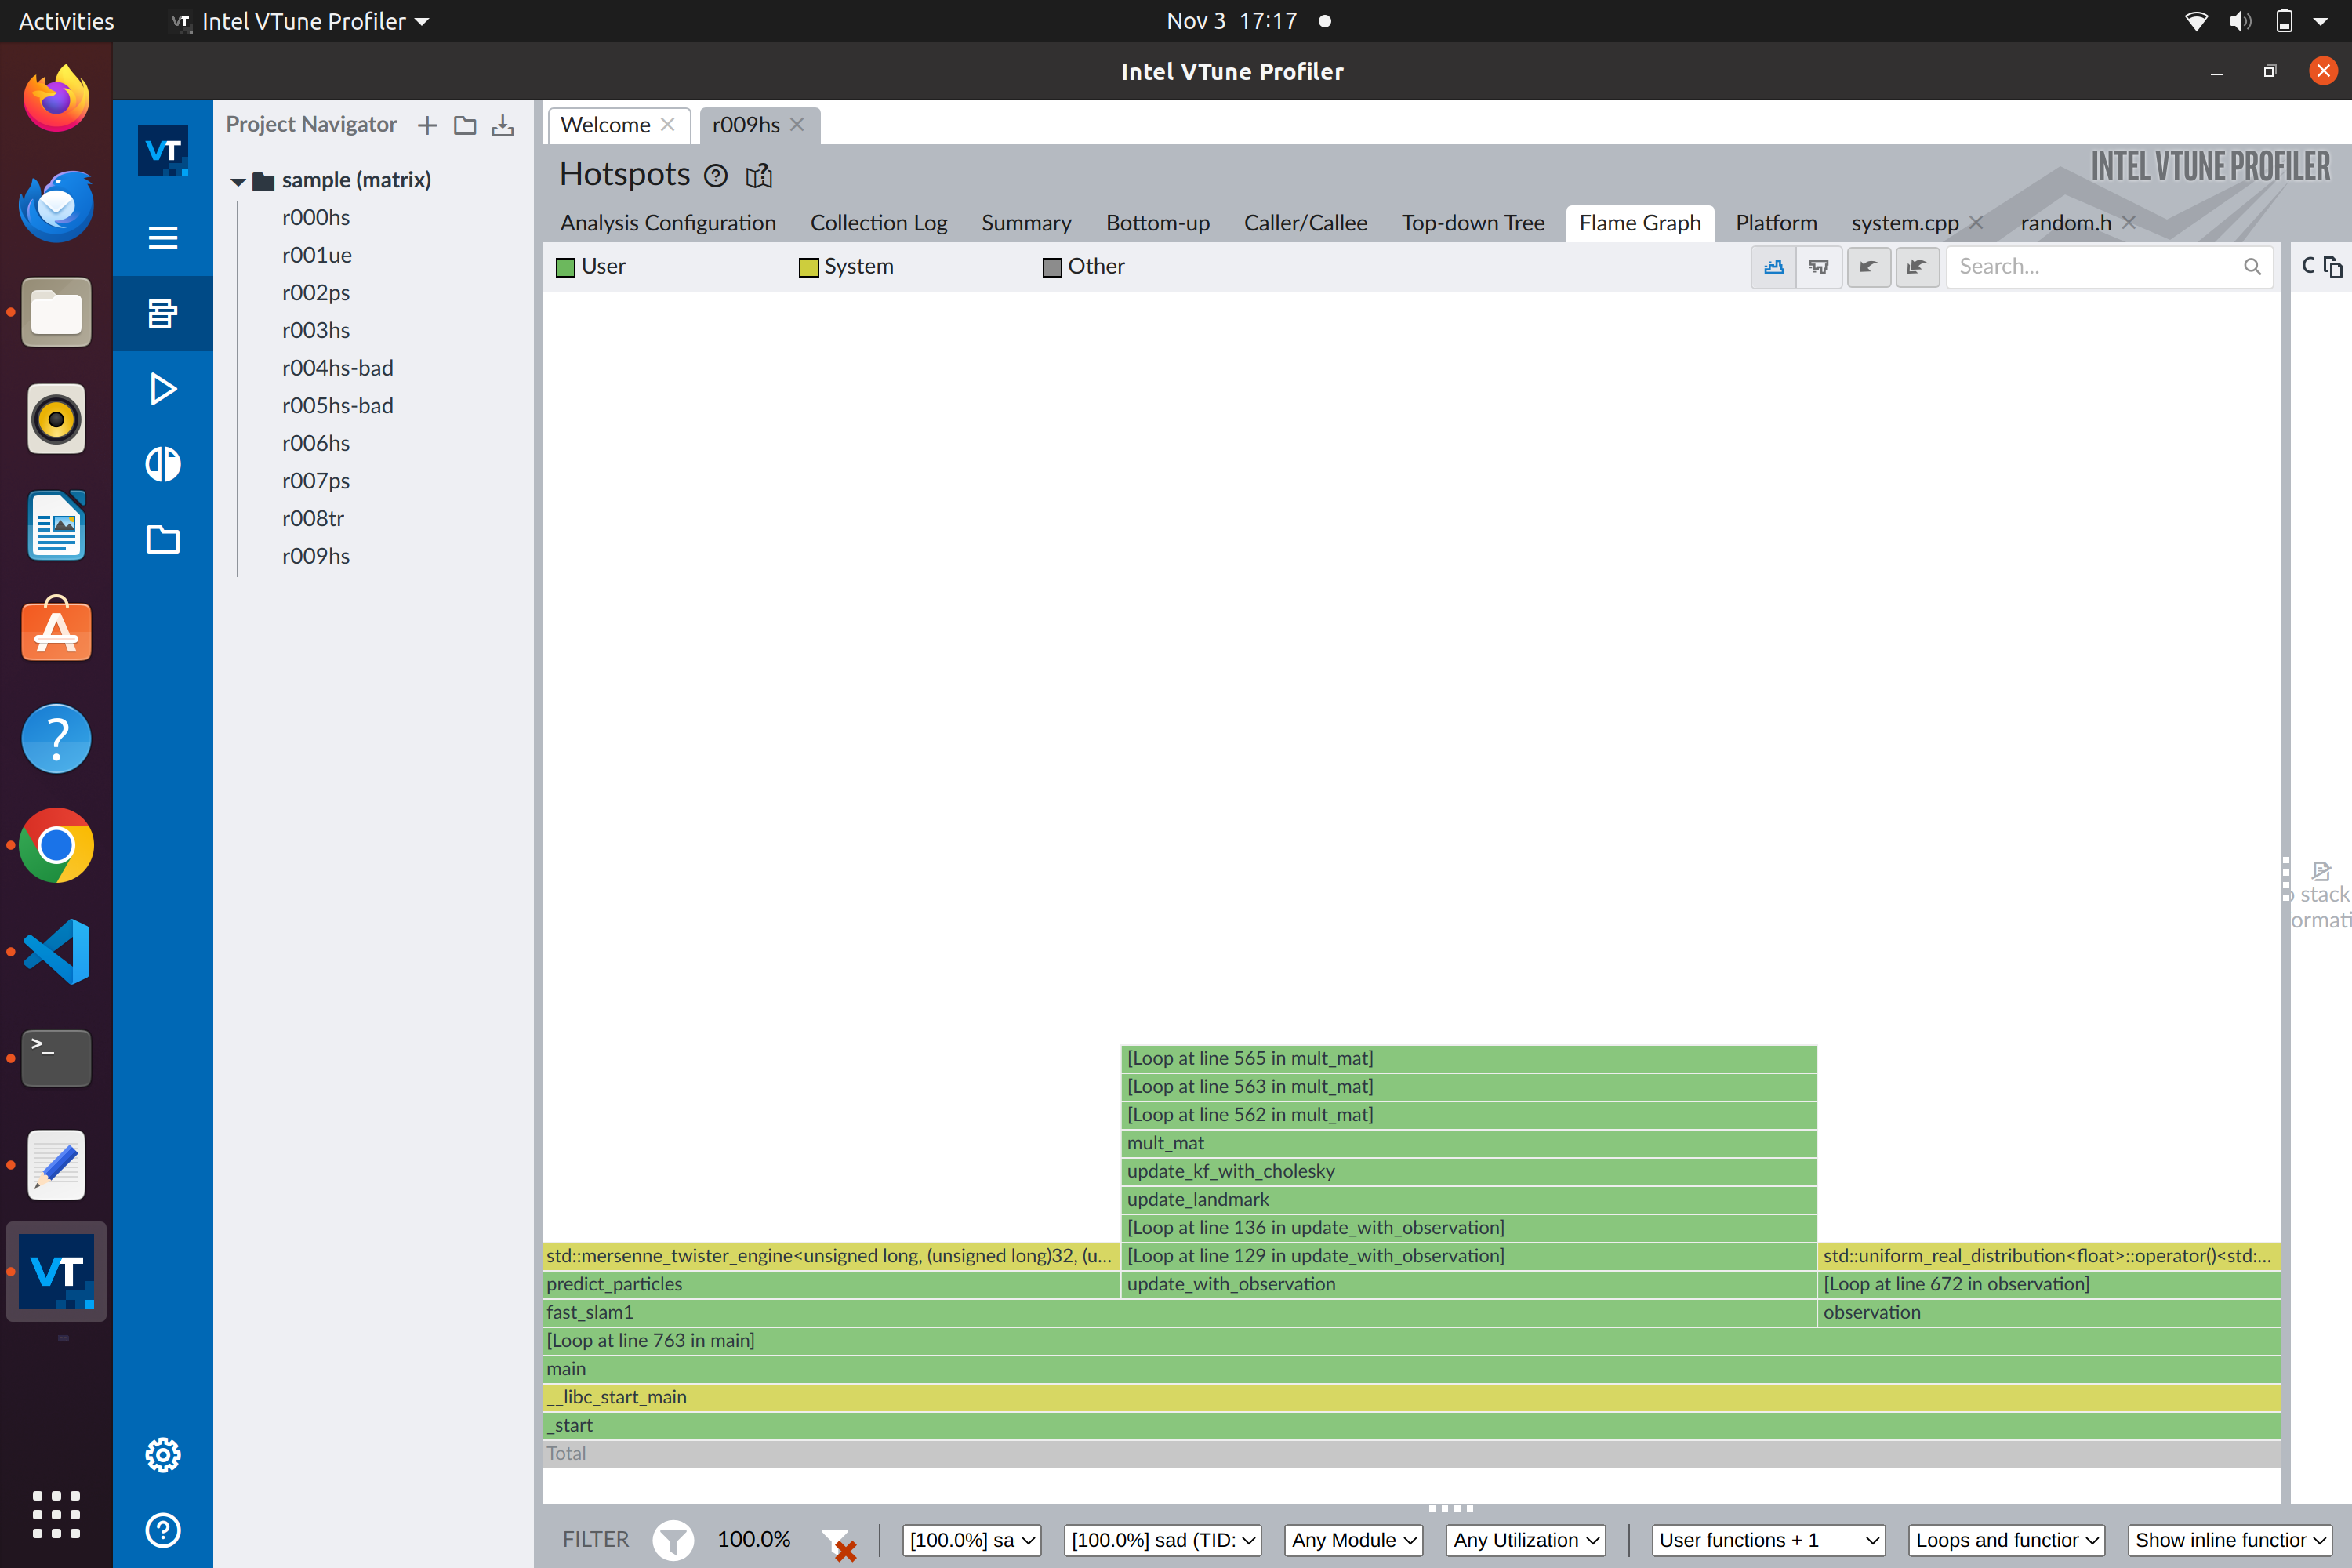 Activities
Intel VTune Profiler
Nov 3 17:17
Intel VTune Profiler
VT
Project Navigator
sample (matrix)
r000hs
r001ue
r002ps
r003hs
r004hs-bad
r005hs-bad
r006hs
r007ps
r008tr
r009hs
Welcome
r009hs
Hotspots
INTEL VTUNE PROFILER
Analysis Configuration
Collection Log
Summary
Bottom-up
Caller/Callee
Top-down Tree
Flame Graph
Platform
system.cpp
random.h
User
System
Other
Search...
C
stack
ormati
[Loop at line 565 in mult_mat]
[Loop at line 563 in mult_mat]
[Loop at line 562 in mult_mat]
mult_mat
update_kf_with_cholesky
update_landmark
[Loop at line 136 in update_with_observation]
std::mersenne_twister_engine<unsigned long, (unsigned long)32, (u...
[Loop at line 129 in update_with_observation]
std::uniform_real_distribution<float>::operator()<std:...
predict_particles
update_with_observation
[Loop at line 672 in observation]
fast_slam1
observation
[Loop at line 763 in main]
main
__libc_start_main
_start
Total
FILTER
100.0%
[100.0%] sa
[100.0%] sad (TID:
Any Module
Any Utilization
User functions + 1
Loops and function
Show inline function
VT